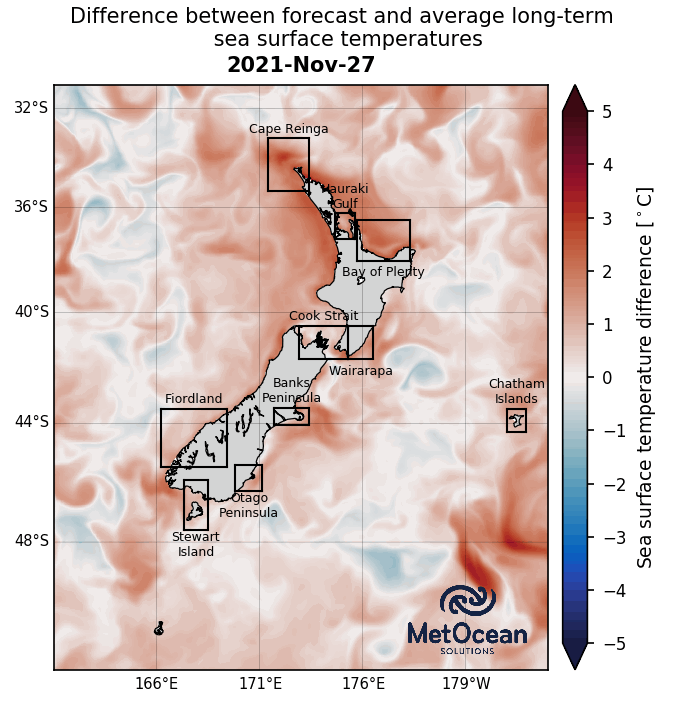 Difference between forecast and average long-term
sea surface temperatures
2021-Nov-27
32°S
36°S
40°S
44°S
48°S
166°E
171°E
176°E
179°W
Cape Reinga
Hauraki
Gulf
Bay of Plenty
Cook Strait
Wairarapa
Banks
Peninsula
Fiordland
Chatham
Islands
Otago
Peninsula
Stewart
Island
MetOcean
SOLUTIONS
5
4
3
2
1
0
−1
−2
−3
−4
−5
Sea surface temperature difference [°C]